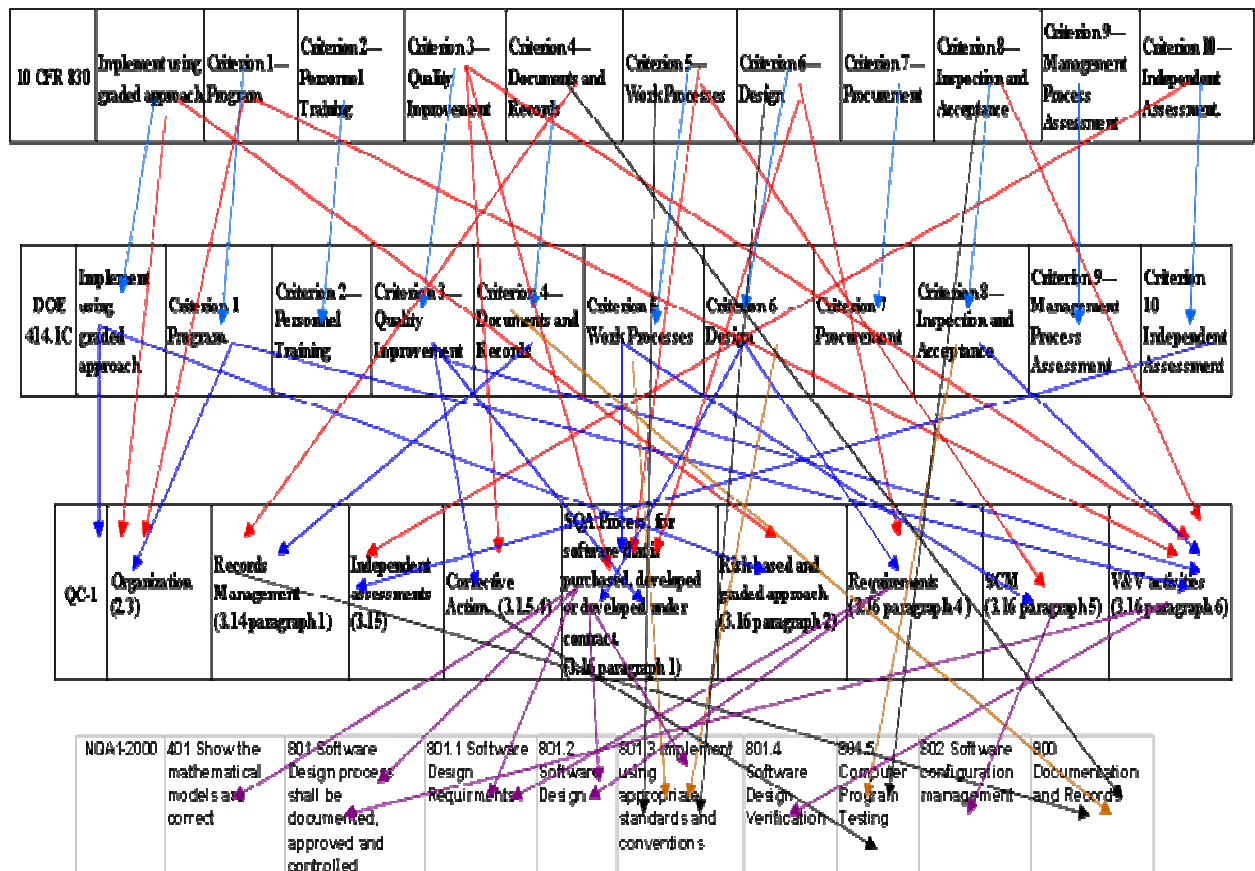 10 CFR 830
Implement using
graded approach.
Criterion 1—
Program
Criterion 2—
Personnel
Training
Criterion 3—
Quality
Improvement
Criterion 4—
Documents and
Records
Criterion 5—
Work Processes
Criterion 6—
Design
Criterion 7—
Procurement
Criterion 8—
Inspection and
Acceptance
Criterion 9—
Management
Process
Assessment
Criterion 10—
Independent
Assessment.
DOE
414.1C
Implement
using
graded
approach
Criterion 1
Program
Criterion 2—
Personnel
Training
Criterion 3—
Quality
Improvement
Criterion 4—
Documents and
Records
Criterion 5
Work Processes
Criterion 6
Design
Criterion 7
Procurement
Criterion 8—
Inspection and
Acceptance
Criterion 9—
Management
Process
Assessment
Criterion
10
Independent
Assessment
QC-1
Organization
(2.3)
Records
Management
(3.14 paragraph 1)
Independent
assessments
(3.15)
Corrective
Action (3.1.5.4)
SQA Process for
software that is
purchased, developed
or developed under
contract.
(3.16 paragraph 1)
Risk-based and
graded approach
(3.16 paragraph 2)
Requirements
(3.16 paragraph 4)
SCM
(3.16 paragraph 5)
V&V activities
(3.16 paragraph 6)
NQA1-2000
401 Show the
mathematical
models are
correct
801 Software
Design process
shall be
documented,
approved and
controlled
801.1 Software
Design
Requirments
801.2
Software
Design
801.3 Implement
using
appropriate
standards and
conventions
801.4
Software
Design
Verification
801.5
Computer
Program
Testing
802 Software
configuration
management
900
Documentation
and Records